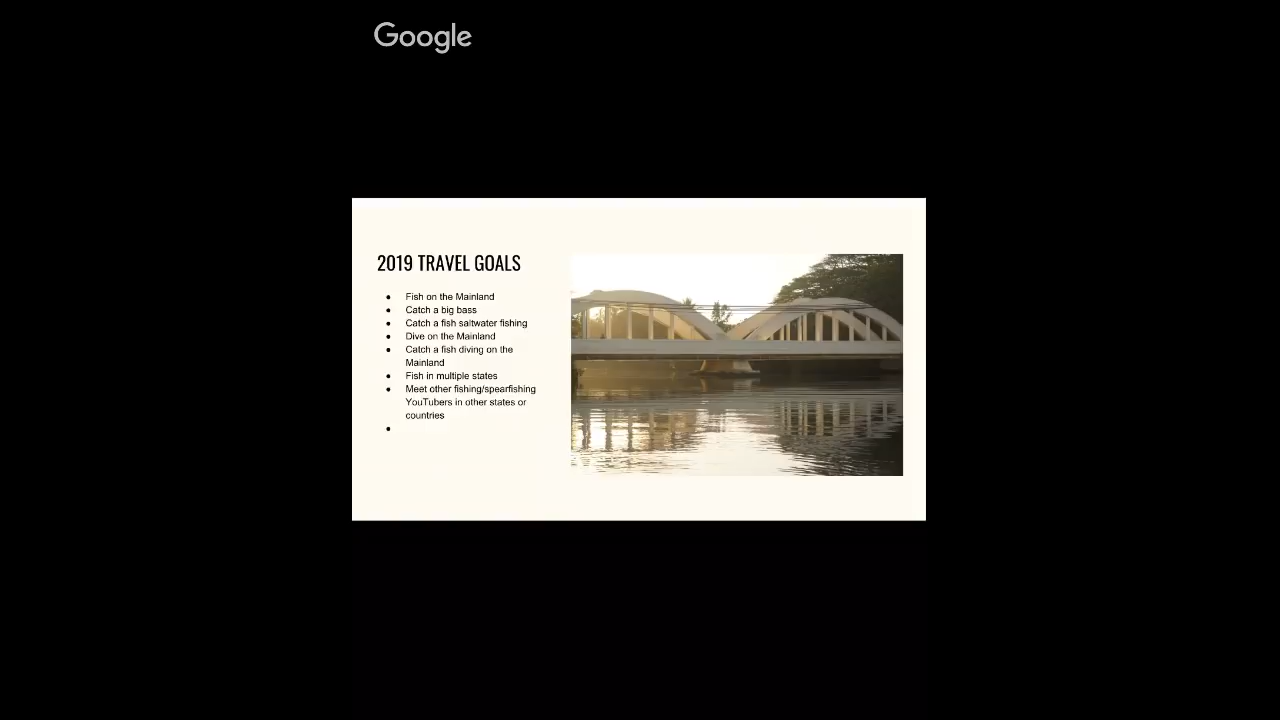 Google
2019 TRAVEL GOALS
● Fish on the Mainland
● Catch a big bass
● Catch a fish saltwater fishing
● Dive on the Mainland
● Catch a fish diving on the
Mainland
● Fish in multiple states
● Meet other fishing/spearfishing
YouTubers in other states or
countries
●